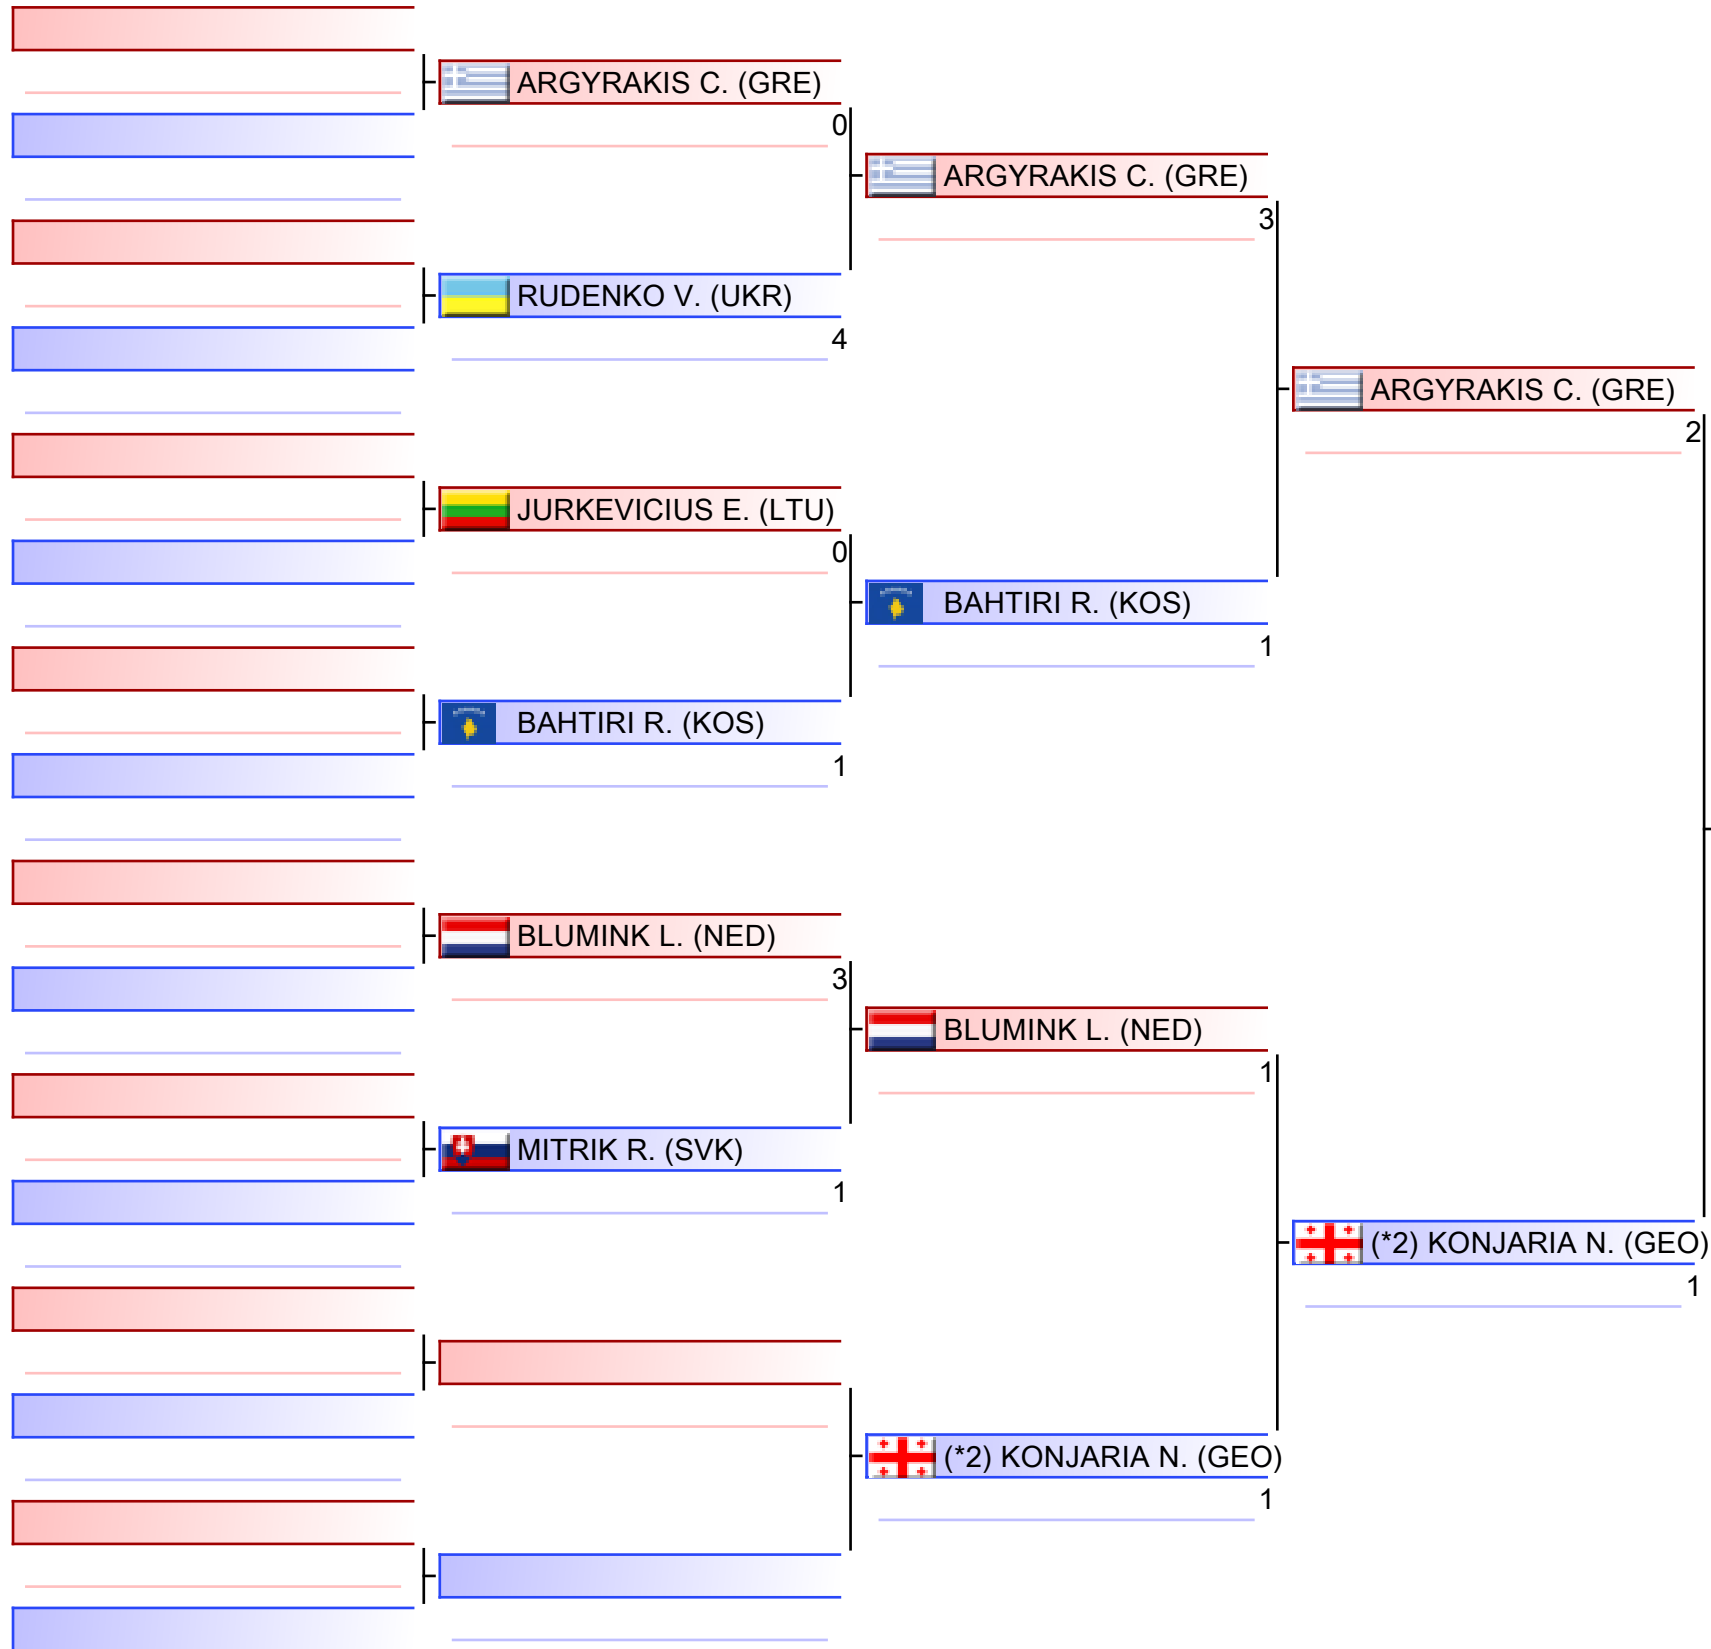 ARGYRAKIS C. (GRE)
0
RUDENKO V. (UKR)
4
JURKEVICIUS E. (LTU)
0
BAHTIRI R. (KOS)
1
BLUMINK L. (NED)
3
MITRIK R. (SVK)
1
ARGYRAKIS C. (GRE)
3
BAHTIRI R. (KOS)
1
BLUMINK L. (NED)
1
(*2) KONJARIA N. (GEO)
1
ARGYRAKIS C. (GRE)
2
(*2) KONJARIA N. (GEO)
1